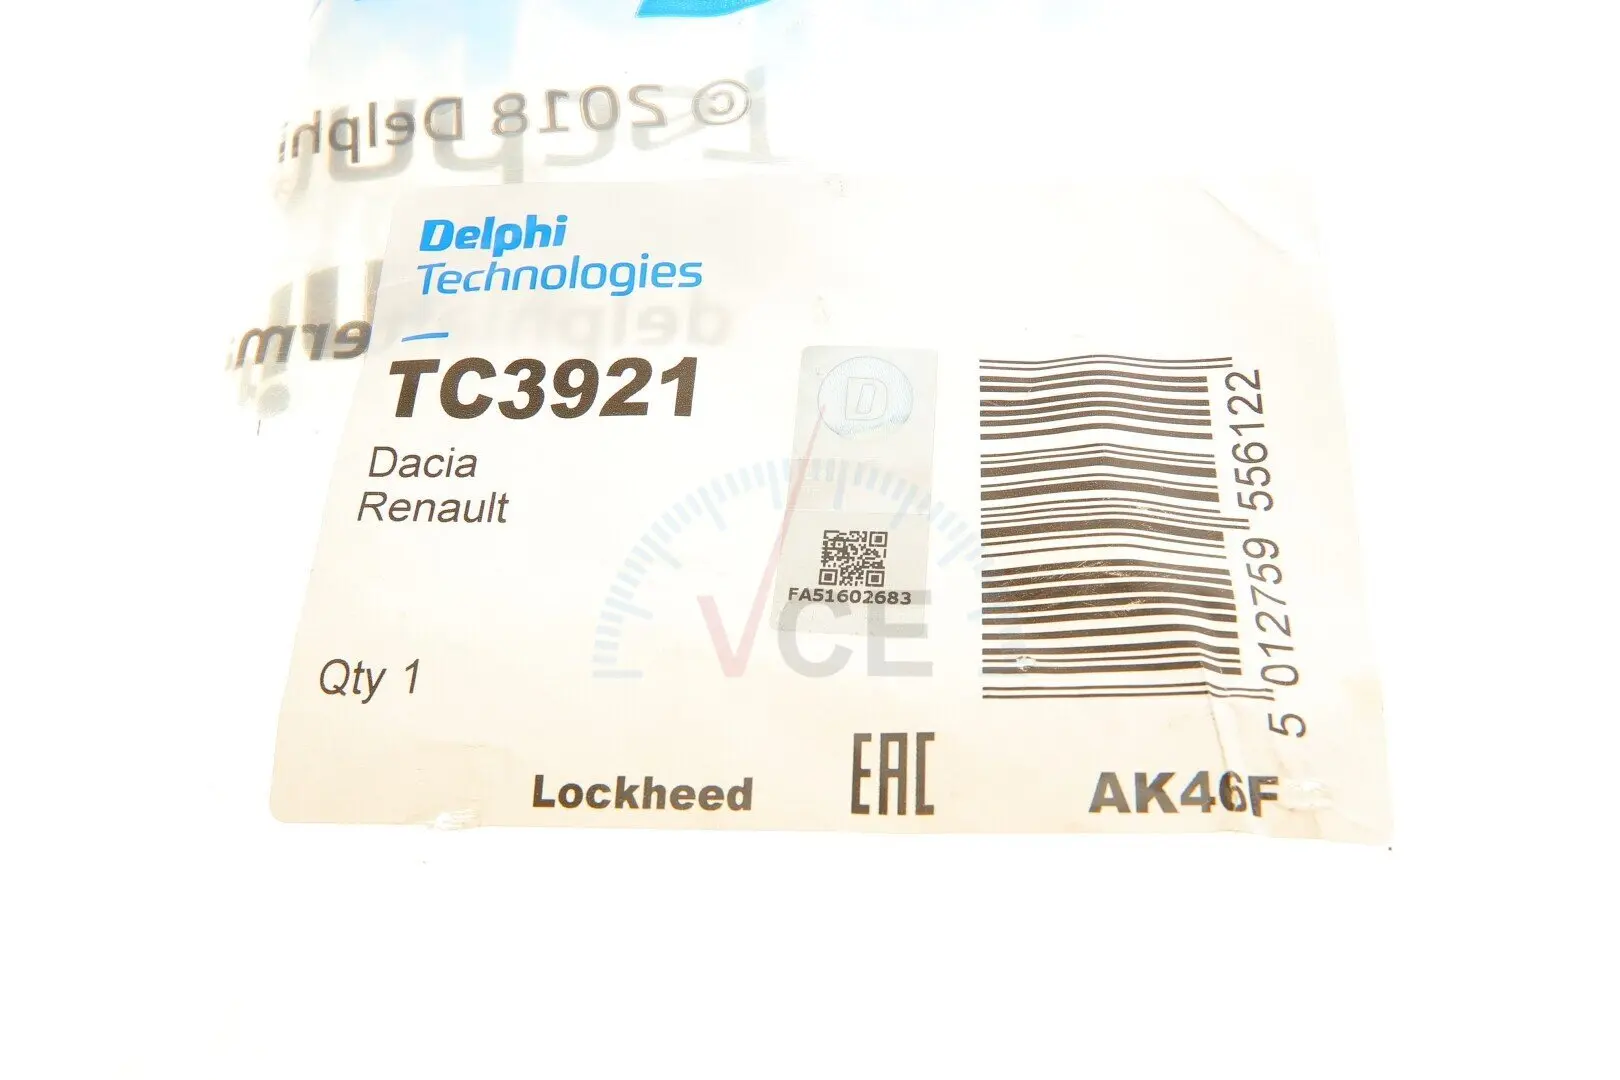 © 2018 Delphi
Delphi
Technologies
TC3921
Dacia
Renault
D
FA51602683
VCE
5 012759 556122
Qty 1
Lockheed
EAC
AK46F